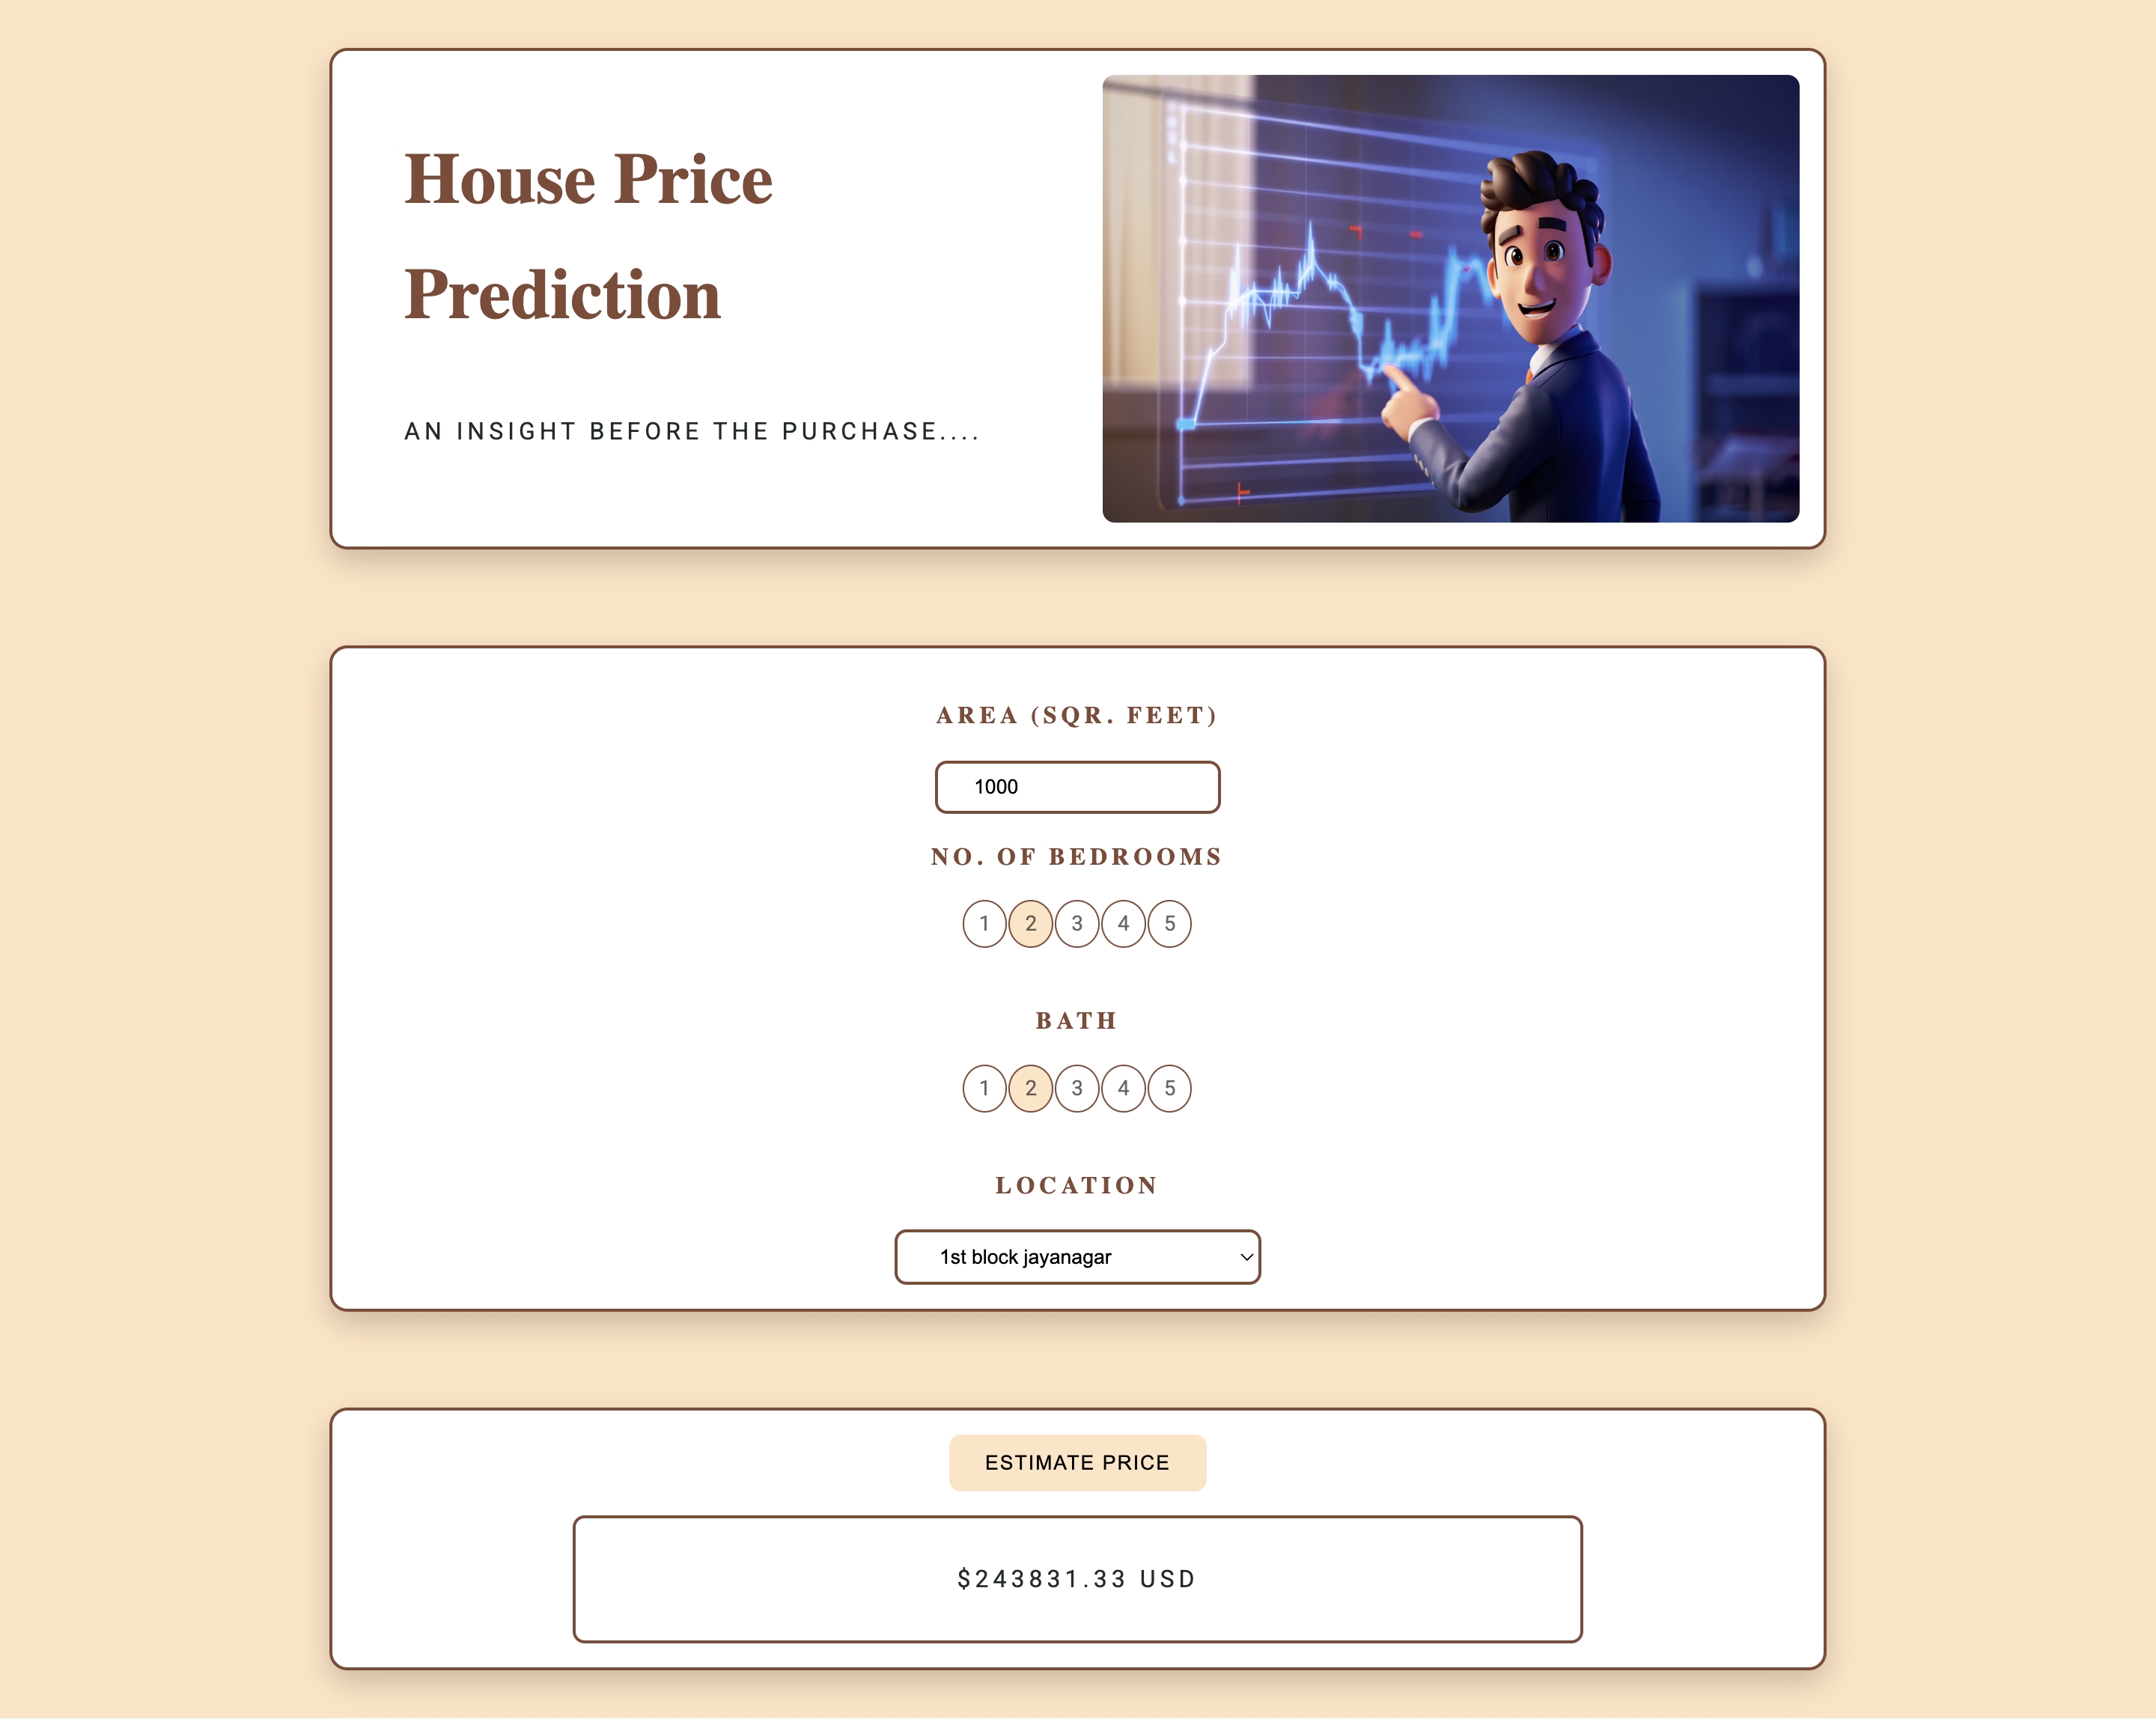 House Price
Prediction
AN INSIGHT BEFORE THE PURCHASE....
AREA (SQR. FEET)
1000
NO. OF BEDROOMS
1 2 3 4 5
BATH
1 2 3 4 5
LOCATION
1st block jayanagar
ESTIMATE PRICE
$243831.33 USD